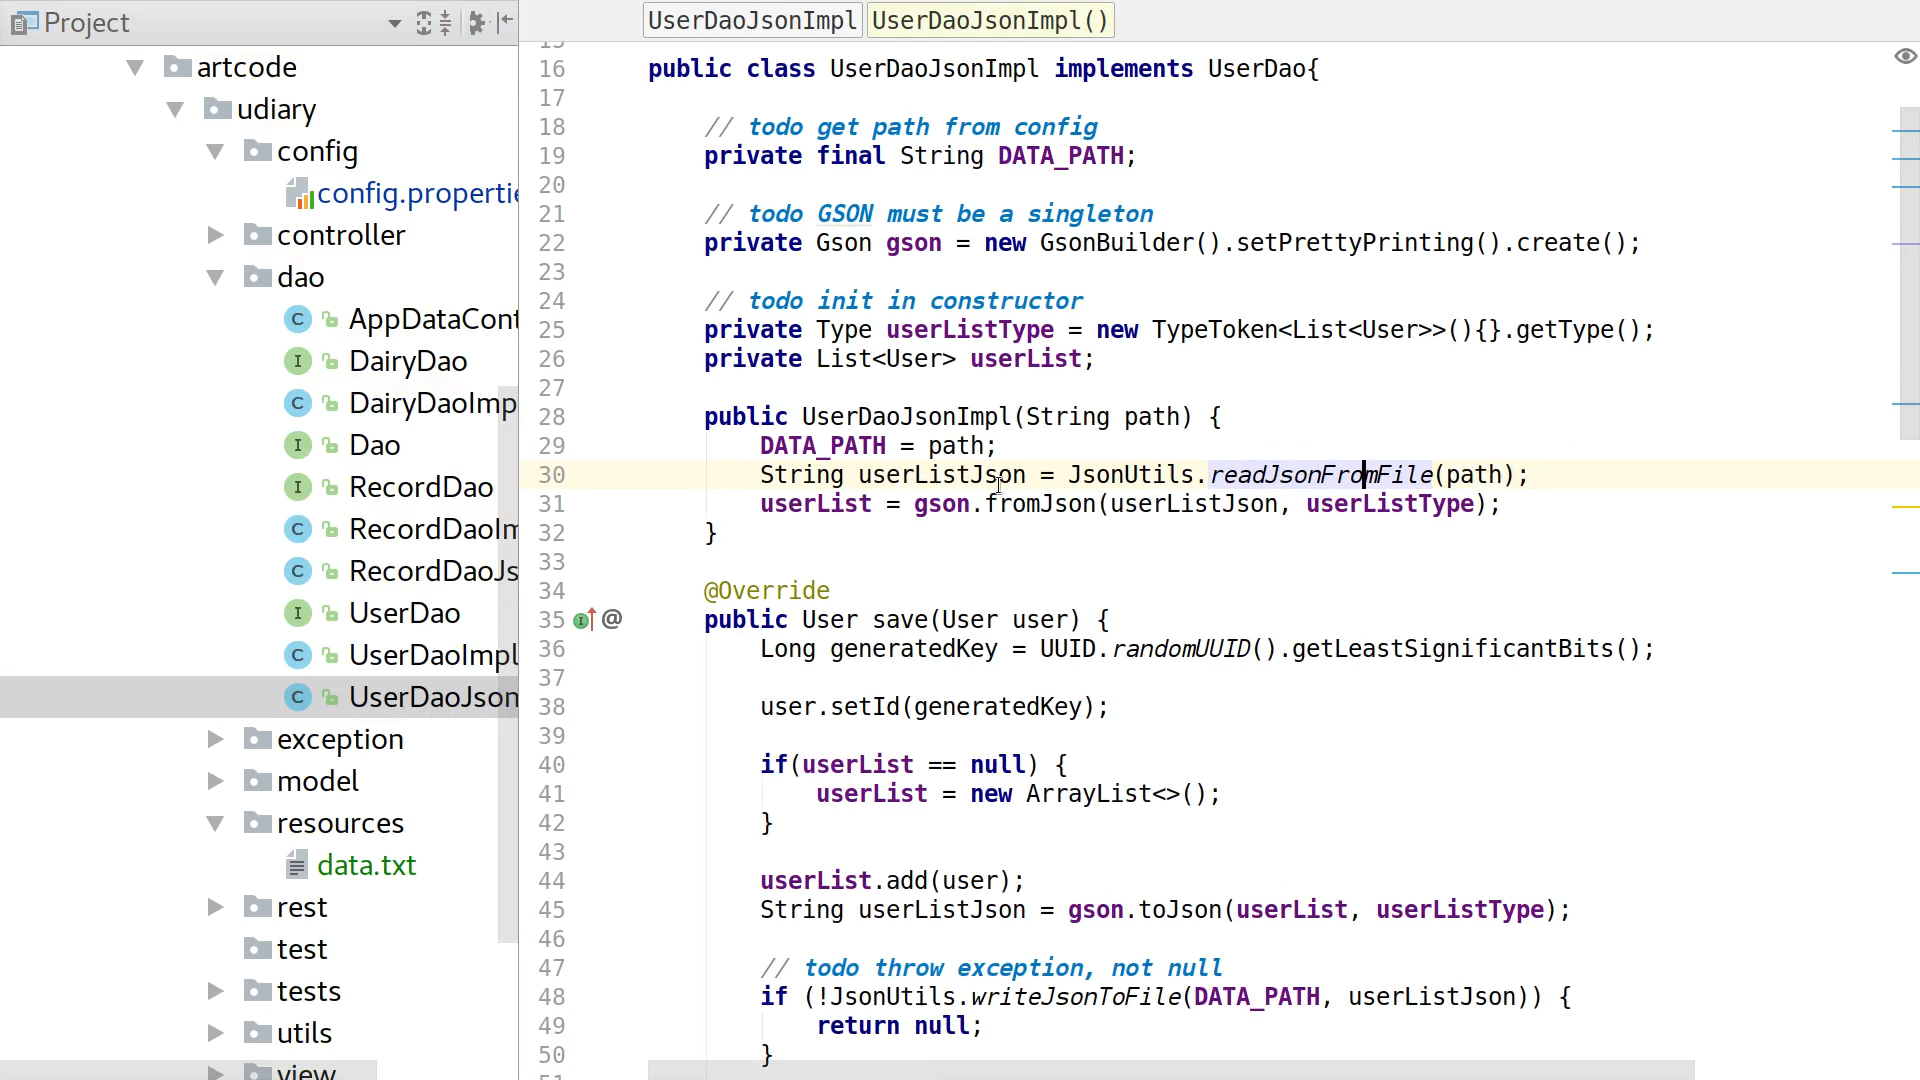 Project
artcode
udiary
config
config.propertie
controller
dao
C AppDataCont
I DairyDao
C DairyDaoImp
I Dao
I RecordDao
C RecordDaoIm
C RecordDaoJs
I UserDao
C UserDaoImpl
C UserDaoJson
exception
model
resources
data.txt
rest
test
tests
utils
view
UserDaoJsonImpl UserDaoJsonImpl()
16 public class UserDaoJsonImpl implements UserDao{
17
18 // todo get path from config
19 private final String DATA_PATH;
20
21 // todo GSON must be a singleton
22 private Gson gson = new GsonBuilder().setPrettyPrinting().create();
23
24 // todo init in constructor
25 private Type userListType = new TypeToken<List<User>>(){}.getType();
26 private List<User> userList;
27
28 public UserDaoJsonImpl(String path) {
29 DATA_PATH = path;
30 String userListJson = JsonUtils.readJsonFromFile(path);
31 userList = gson.fromJson(userListJson, userListType);
32 }
33
34 @Override
35 I @ public User save(User user) {
36 Long generatedKey = UUID.randomUUID().getLeastSignificantBits();
37
38 user.setId(generatedKey);
39
40 if(userList == null) {
41 userList = new ArrayList<>();
42 }
43
44 userList.add(user);
45 String userListJson = gson.toJson(userList, userListType);
46
47 // todo throw exception, not null
48 if (!JsonUtils.writeJsonToFile(DATA_PATH, userListJson)) {
49 return null;
50 }